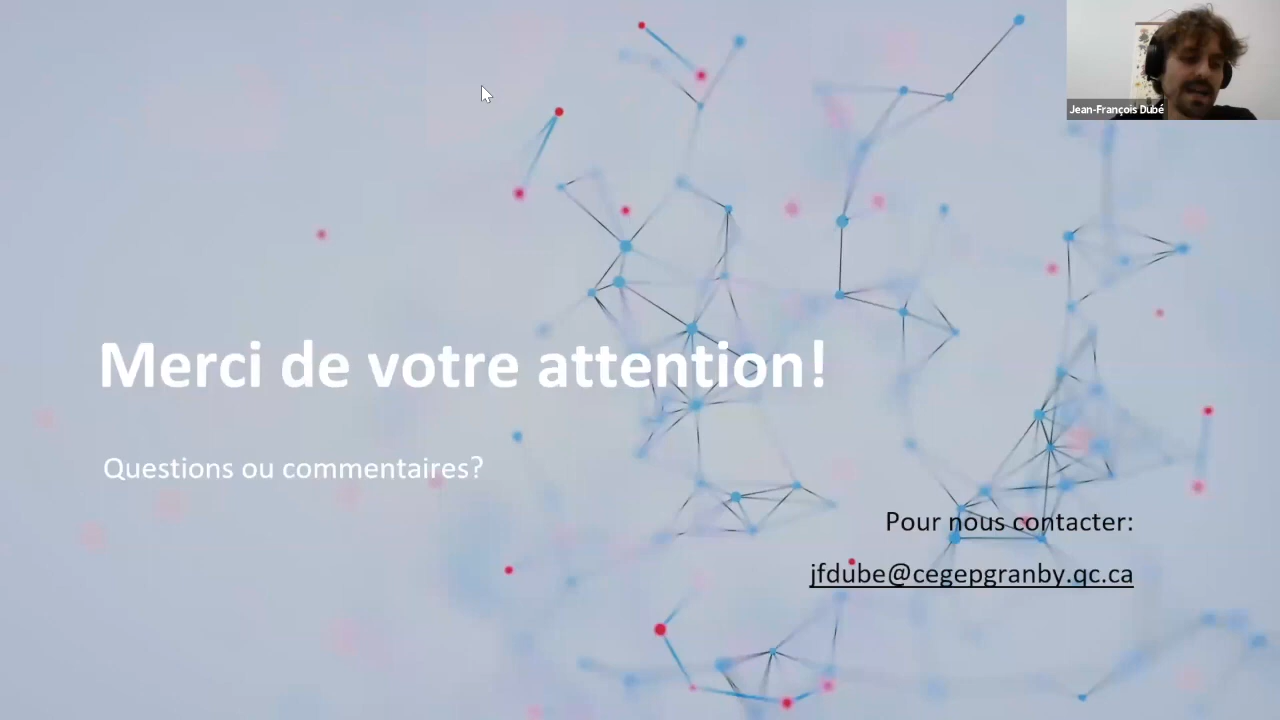 Jean-François Dubé
Merci de votre attention!
Questions ou commentaires?
Pour nous contacter:
jfdube@cegepgranby.qc.ca